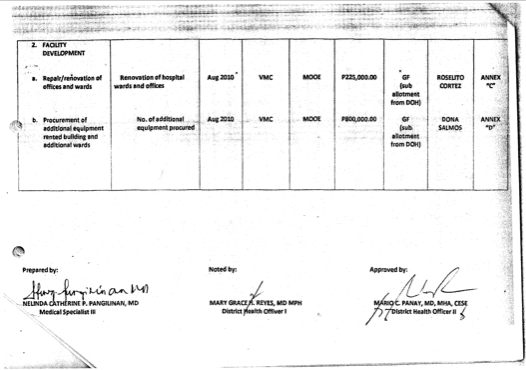 2. FACILITY
DEVELOPMENT
a. Repair/renovation of
offices and wards
Renovation of hospital
wards and offices
Aug 2010
VMC
MOOE
P225,000.00
GF
(sub
allotment
from DOH)
ROSELITO
CORTEZ
ANNEX
"C"
b. Procurement of
additional equipment
rented building and
additional wards
No. of additional
equipment procured
Aug 2010
VMC
MOOE
P800,000.00
GF
(sub
allotment
from DOH)
DONA
SALMOS
ANNEX
"D"
Prepared by:
NELINDA CATHERINE P. PANGILINAN, MD
Medical Specialist III
Noted by:
MARY GRACE R. REYES, MD MPH
District Health Officer I
Approved by:
MARIO C. PANAY, MD, MHA, CESE
District Health Officer II